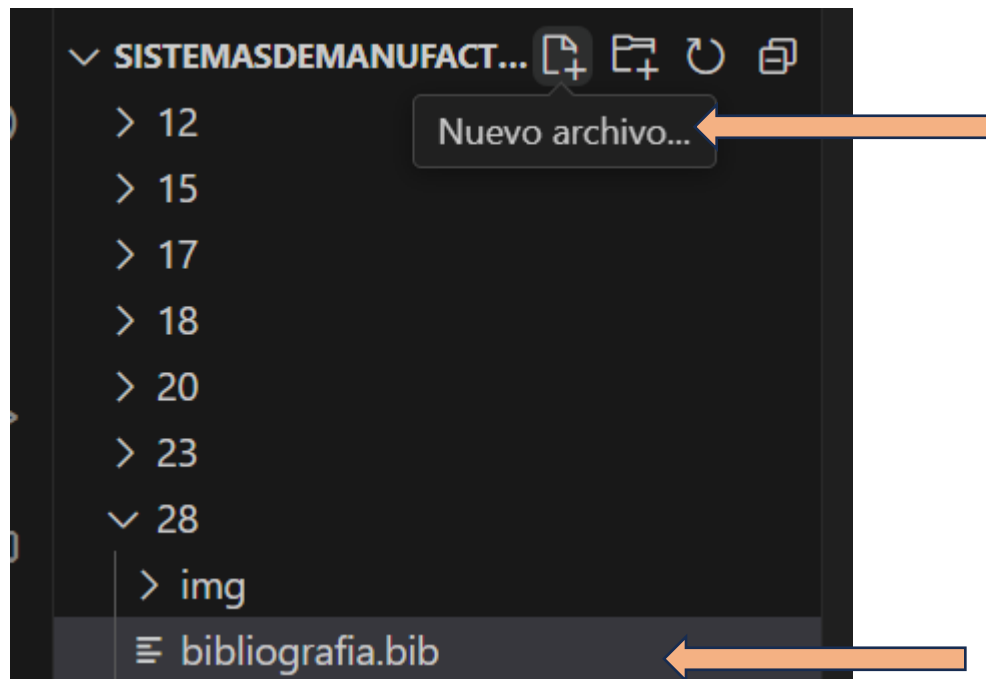 SISTEMASDEMANUFACT...
Nuevo archivo...
12
15
17
18
20
23
28
img
bibliografia.bib